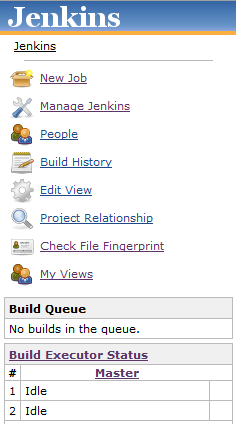 Jenkins
Jenkins
New Job
Manage Jenkins
People
Build History
Edit View
Project Relationship
Check File Fingerprint
My Views
Build Queue
No builds in the queue.
Build Executor Status
# Master
1 Idle
2 Idle